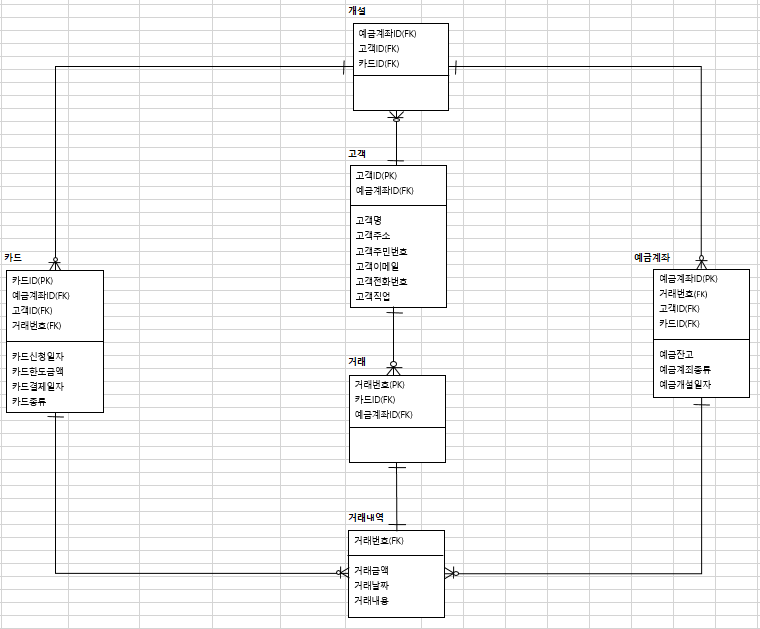 개설
예금계좌ID(FK)
고객ID(FK)
카드ID(FK)
고객
고객ID(PK)
예금계좌ID(FK)
고객명
고객주소
고객주민번호
고객이메일
고객전화번호
고객직업
카드
카드ID(PK)
예금계좌ID(FK)
고객ID(FK)
거래번호(FK)
카드신청일자
카드한도금액
카드결제일자
카드종류
예금계좌
예금계좌ID(PK)
거래번호(FK)
고객ID(FK)
카드ID(FK)
예금잔고
예금계좌종류
예금개설일자
거래
거래번호(PK)
카드ID(FK)
예금계좌ID(FK)
거래내역
거래번호(FK)
거래금액
거래날짜
거래내용